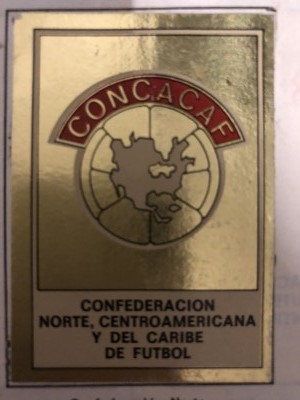 CONCACAF
CONFEDERACION
NORTE, CENTROAMERICANA
Y DEL CARIBE
DE FUTBOL